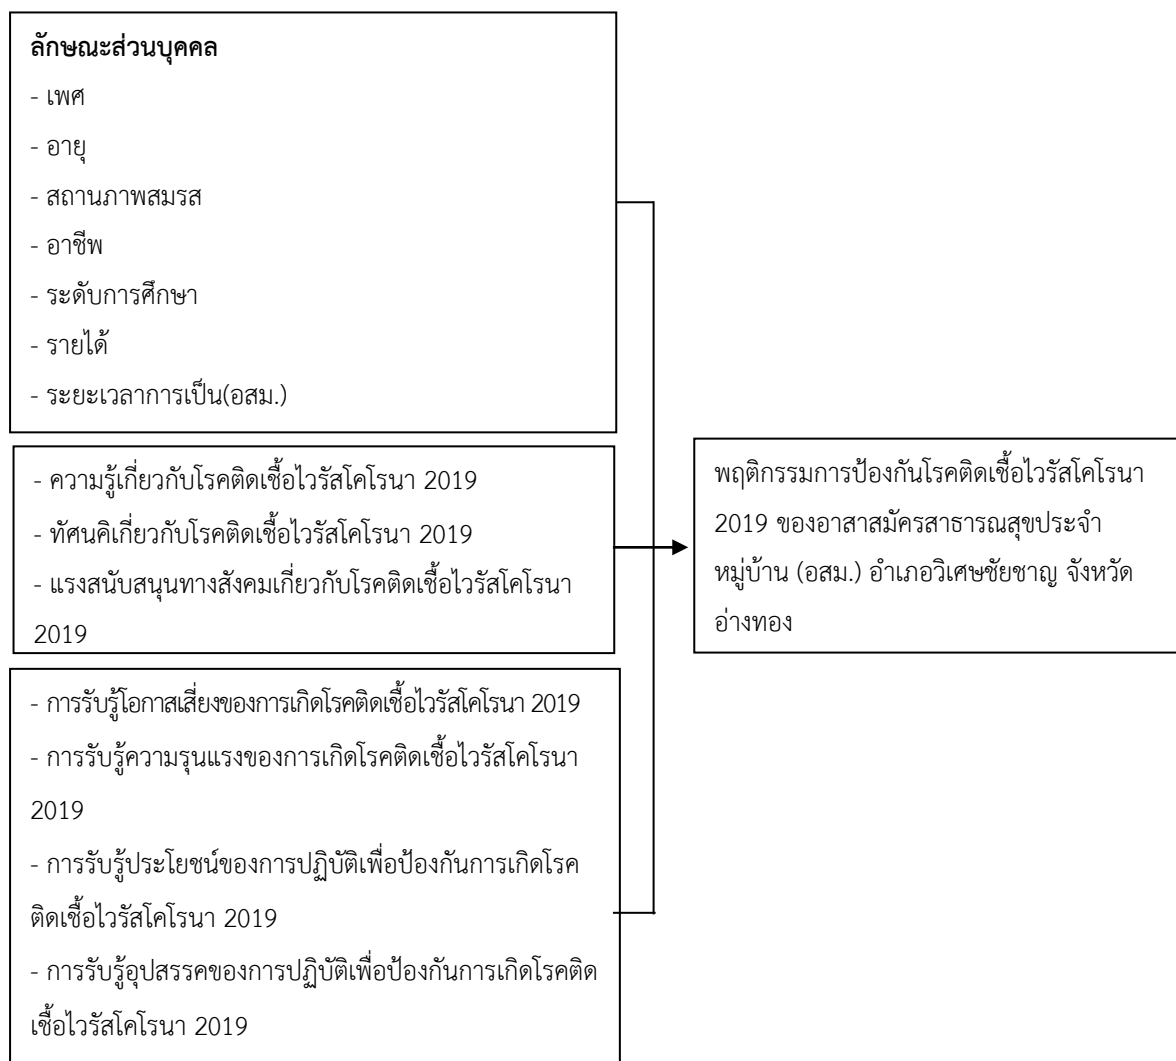 ลักษณะส่วนบุคคล
- เพศ
- อายุ
- สถานภาพสมรส
- อาชีพ
- ระดับการศึกษา
- รายได้
- ระยะเวลาการเป็น(อสม.)
- ความรู้เกี่ยวกับโรคติดเชื้อไวรัสโคโรนา 2019
- ทัศนคิเกี่ยวกับโรคติดเชื้อไวรัสโคโรนา 2019
- แรงสนับสนุนทางสังคมเกี่ยวกับโรคติดเชื้อไวรัสโคโรนา
2019
- การรับรู้โอกาสเสี่ยงของการเกิดโรคติดเชื้อไวรัสโคโรนา 2019
- การรับรู้ความรุนแรงของการเกิดโรคติดเชื้อไวรัสโคโรนา
2019
- การรับรู้ประโยชน์ของการปฏิบัติเพื่อป้องกันการเกิดโรค
ติดเชื้อไวรัสโคโรนา 2019
- การรับรู้อุปสรรคของการปฏิบัติเพื่อป้องกันการเกิดโรคติด
เชื้อไวรัสโคโรนา 2019
พฤติกรรมการป้องกันโรคติดเชื้อไวรัสโคโรนา
2019 ของอาสาสมัครสาธารณสุขประจำ
หมู่บ้าน (อสม.) อำเภอวิเศษชัยชาญ จังหวัด
อ่างทอง